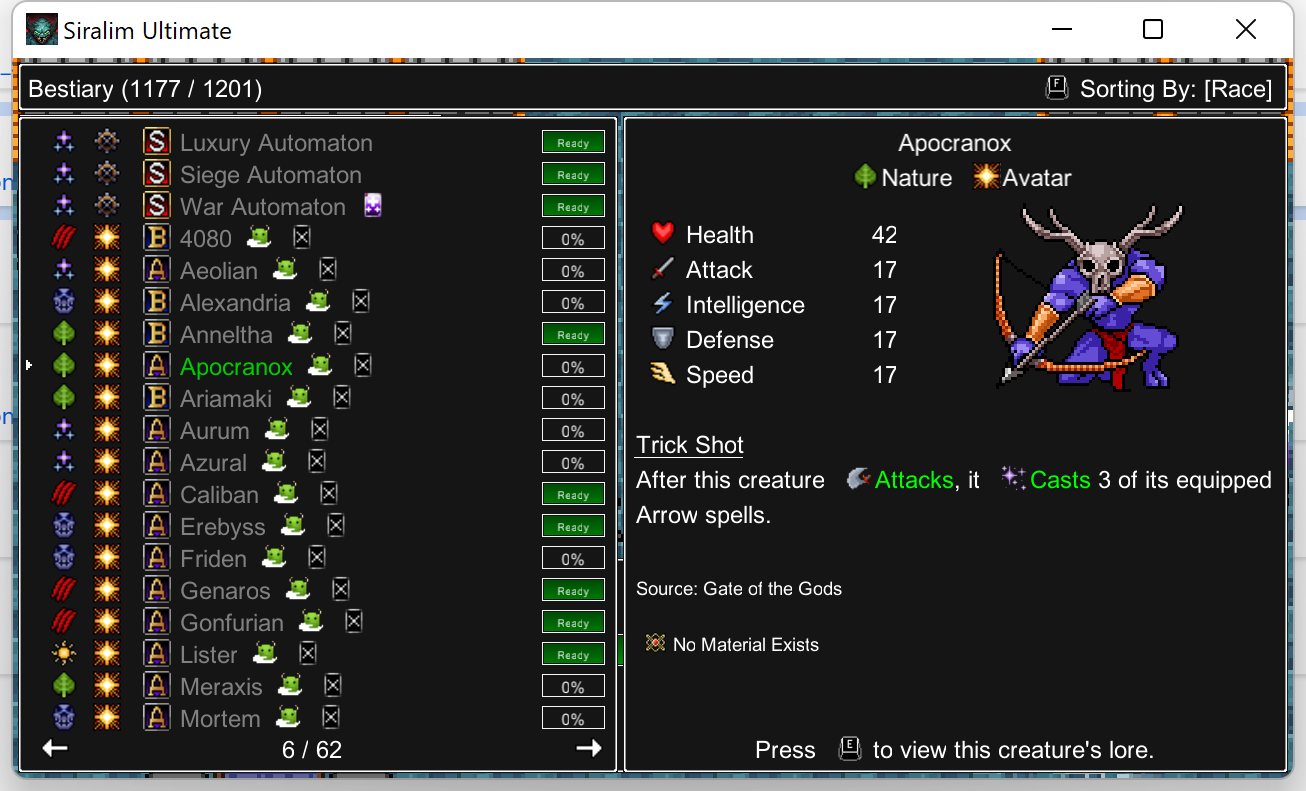 Siralim Ultimate
Bestiary (1177 / 1201)
F Sorting By: [Race]
S Luxury Automaton Ready
S Siege Automaton Ready
S War Automaton Ready
B 4080 0%
A Aeolian 0%
B Alexandria 0%
B Anneltha Ready
A Apocranox 0%
B Ariamaki 0%
A Aurum 0%
A Azural 0%
A Caliban Ready
A Erebyss Ready
A Friden 0%
A Genaros Ready
A Gonfurian Ready
A Lister Ready
A Meraxis 0%
A Mortem 0%
6 / 62
Apocranox
Nature Avatar
Health 42
Attack 17
Intelligence 17
Defense 17
Speed 17
Trick Shot
After this creature Attacks, it Casts 3 of its equipped
Arrow spells.
Source: Gate of the Gods
No Material Exists
Press E to view this creature's lore.